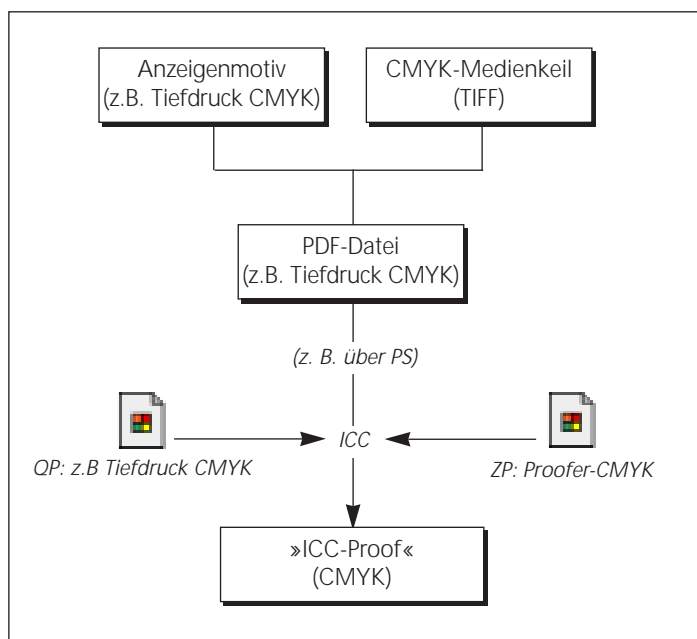 Anzeigenmotiv
(z.B. Tiefdruck CMYK)
CMYK-Medienkeil
(TIFF)
PDF-Datei
(z.B. Tiefdruck CMYK)
(z. B. über PS)
ICC
QP: z.B Tiefdruck CMYK
ZP: Proofer-CMYK
»ICC-Proof«
(CMYK)